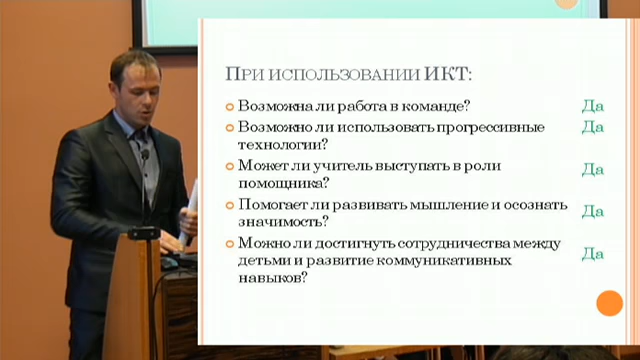 При использовании ИКТ:
Возможна ли работа в команде? Да
Возможно ли использовать прогрессивные Да
технологии?
Может ли учитель выступать в роли Да
помощника?
Помогает ли развивать мышление и осознать Да
значимость?
Можно ли достигнуть сотрудничества между Да
детьми и развитие коммуникативных
навыков?